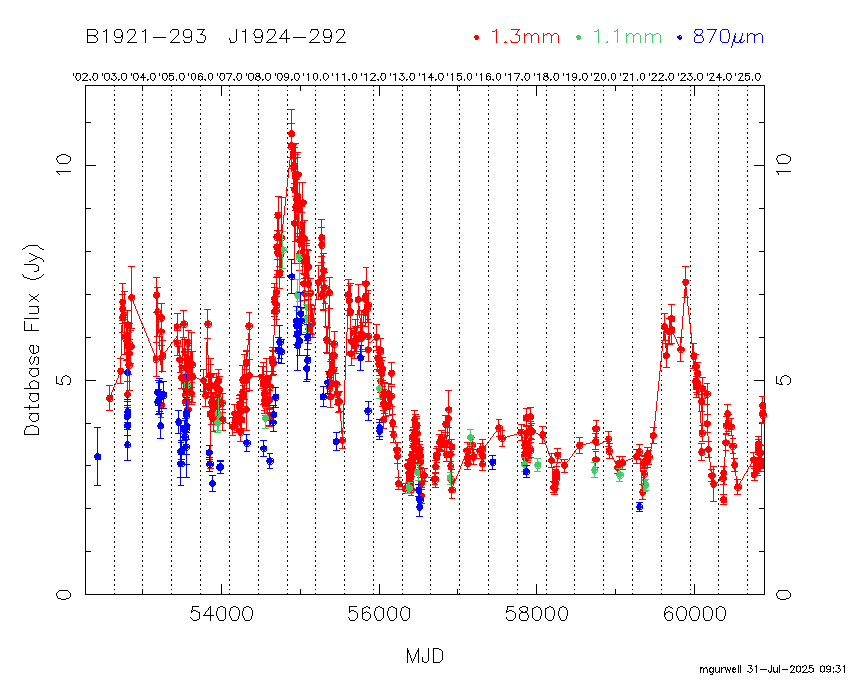 B1921-293 J1924-292 1.3mm 1.1mm 870μm
'02.0 '03.0 '04.0 '05.0 '06.0 '07.0 '08.0 '09.0 '10.0 '11.0 '12.0 '13.0 '14.0 '15.0 '16.0 '17.0 '18.0 '19.0 '20.0 '21.0 '22.0 '23.0 '24.0 '25.0
10 10
Database Flux (Jy)
5 5
0 0
54000 56000 58000 60000
MJD
mgurwell 31-Jul-2025 09:31